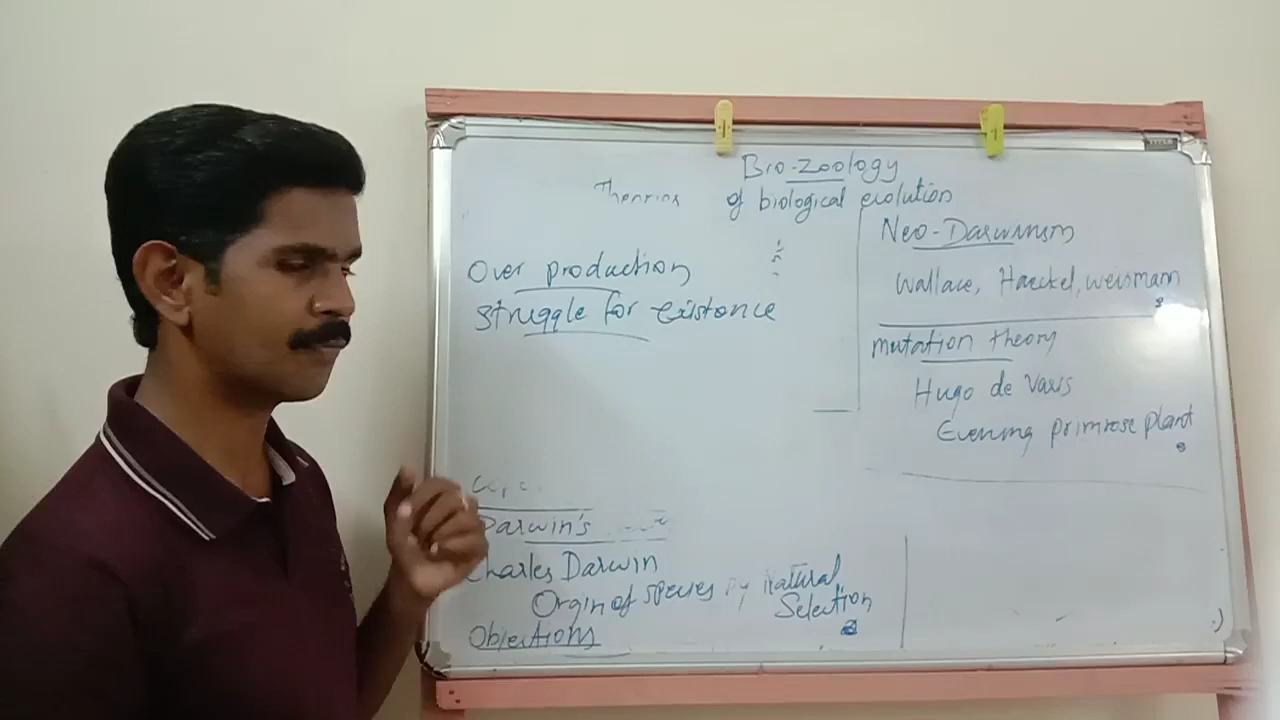 Bio-zoology
Theories of biological evolution
Over production
struggle for existence
Darwin's
Charles Darwin
Orgin of species by Natural
Selection
Objections
Neo-Darwinism
Wallace, Haeckel, weismann
mutation theory
Hugo de Varis
Evening primrose plant